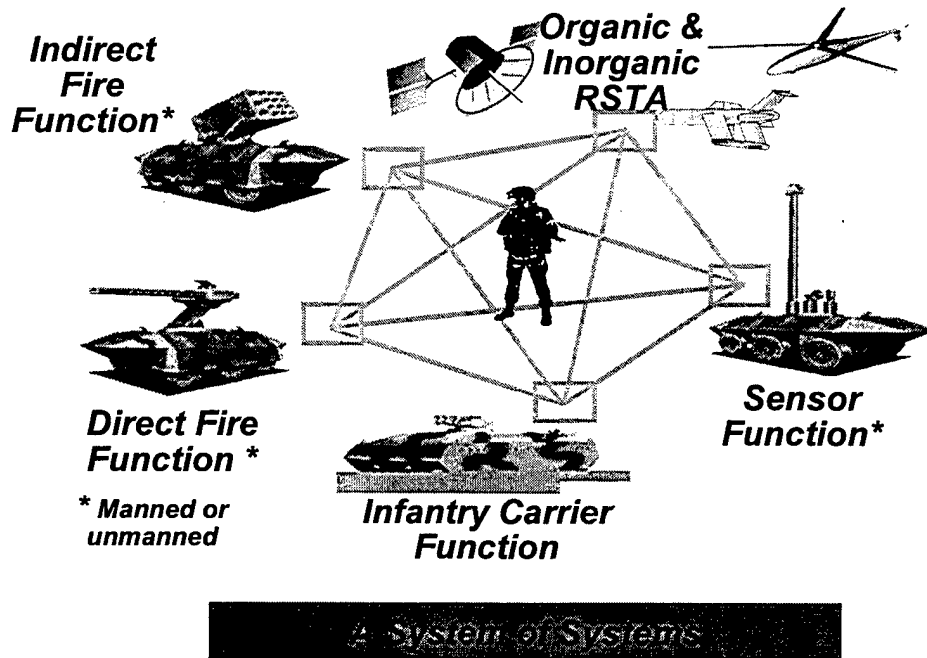 Indirect
Fire
Function*
Organic &
Inorganic
RSTA
Direct Fire
Function *
* Manned or
unmanned
Infantry Carrier
Function
Sensor
Function*
A System of Systems